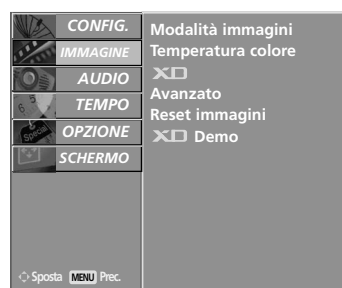 CONFIG.
IMMAGINE
AUDIO
TEMPO
OPZIONE
SCHERMO
Modalità immagini
Temperatura colore
XD
Avanzato
Reset immagini
XD Demo
Sposta MENU Prec.